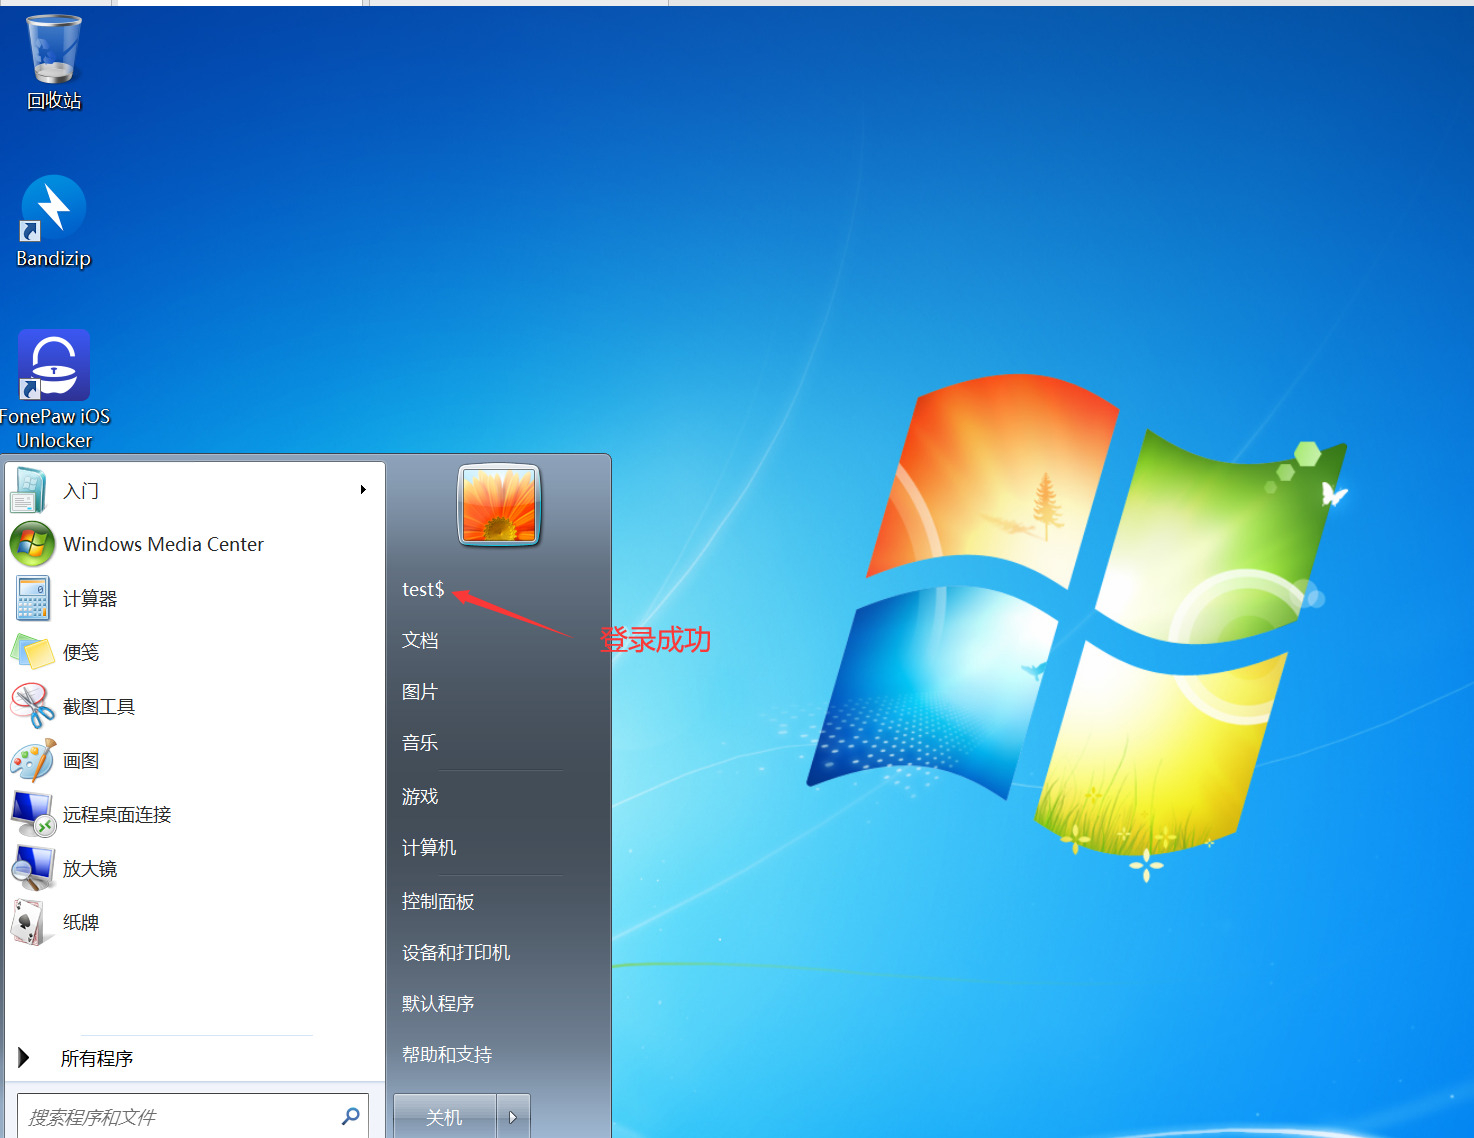 回收站
Bandizip
FonePaw iOS
Unlocker
入门
Windows Media Center
计算器
便笺
截图工具
画图
远程桌面连接
放大镜
纸牌
所有程序
搜索程序和文件
test$
登录成功
文档
图片
音乐
游戏
计算机
控制面板
设备和打印机
默认程序
帮助和支持
关机